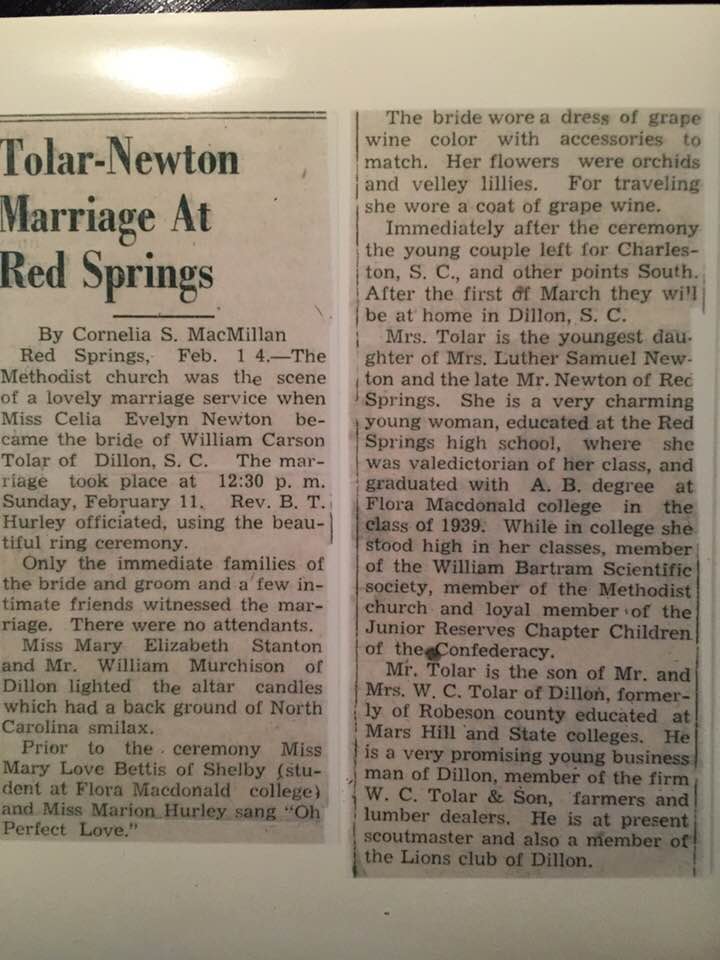 Tolar-Newton
Marriage At
Red Springs
By Cornelia S. MacMillan
Red Springs, Feb. 1 4.—The
Methodist church was the scene
of a lovely marriage service when
Miss Celia Evelyn Newton be-
came the bride of William Carson
Tolar of Dillon, S. C. The mar-
riage took place at 12:30 p. m.
Sunday, February 11. Rev. B. T.
Hurley officiated, using the beau-
tiful ring ceremony.
Only the immediate families of
the bride and groom and a few in-
timate friends witnessed the mar-
riage. There were no attendants.
Miss Mary Elizabeth Stanton
and Mr. William Murchison of
Dillon lighted the altar candles
which had a back ground of North
Carolina smilax.
Prior to the ceremony Miss
Mary Love Bettis of Shelby (stu-
dent at Flora Macdonald college)
and Miss Marion Hurley sang "Oh
Perfect Love."
The bride wore a dress of grape
wine color with accessories to
match. Her flowers were orchids
and velley lillies. For traveling
she wore a coat of grape wine.
Immediately after the ceremony
the young couple left for Charles-
ton, S. C., and other points South.
After the first of March they will
be at home in Dillon, S. C.
Mrs. Tolar is the youngest dau-
ghter of Mrs. Luther Samuel New-
ton and the late Mr. Newton of Red
Springs. She is a very charming
young woman, educated at the Red
Springs high school, where she
was valedictorian of her class, and
graduated with A. B. degree at
Flora Macdonald college in the
class of 1939. While in college she
stood high in her classes, member
of the William Bartram Scientific
society, member of the Methodist
church and loyal member of the
Junior Reserves Chapter Children
of the Confederacy.
Mr. Tolar is the son of Mr. and
Mrs. W. C. Tolar of Dillon, former-
ly of Robeson county educated at
Mars Hill and State colleges. He
is a very promising young business
man of Dillon, member of the firm
W. C. Tolar & Son, farmers and
lumber dealers. He is at present
scoutmaster and also a member of
the Lions club of Dillon.